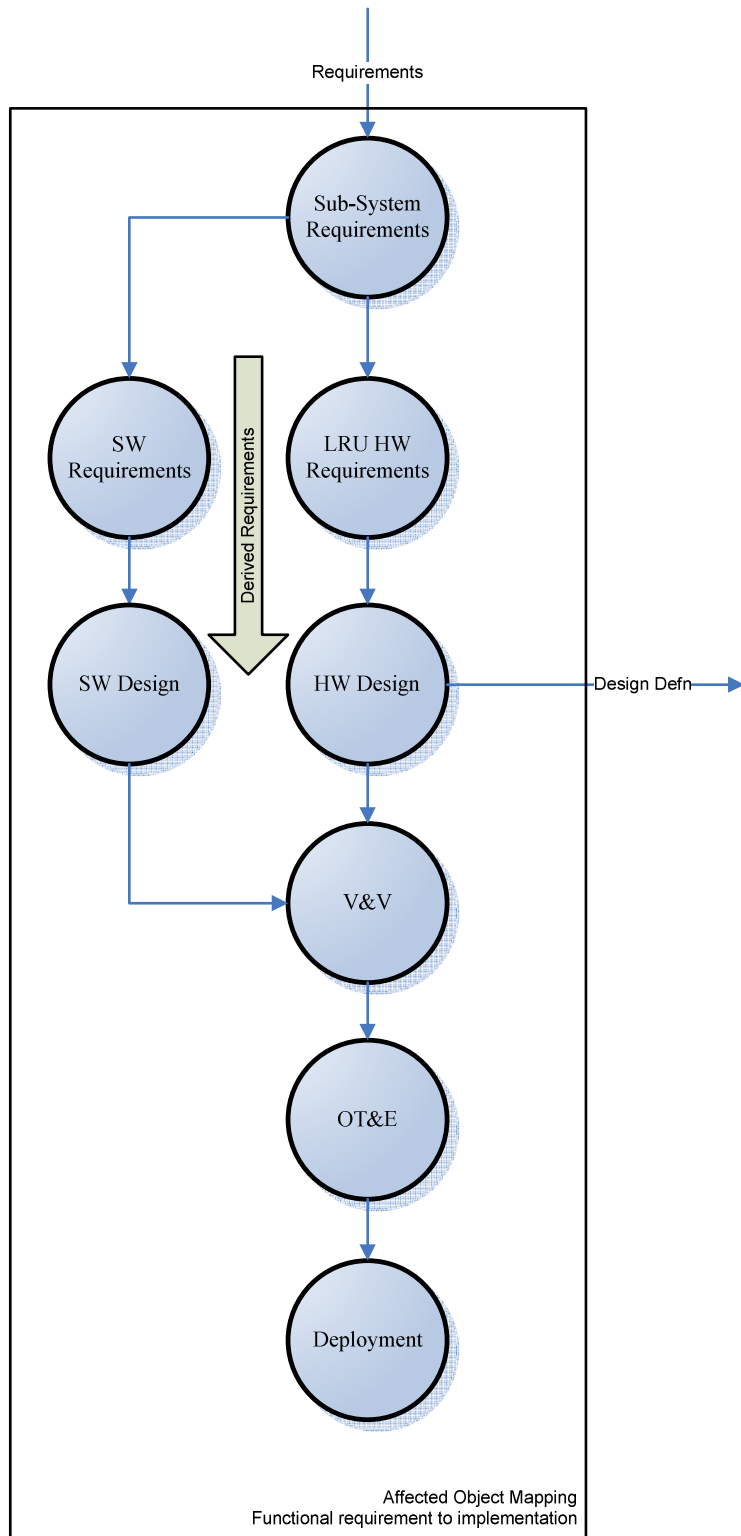 Requirements
Sub-System
Requirements
SW
Requirements
Derived Requirements
LRU HW
Requirements
SW Design
HW Design
Design Defn
V&V
OT&E
Deployment
Affected Object Mapping
Functional requirement to implementation